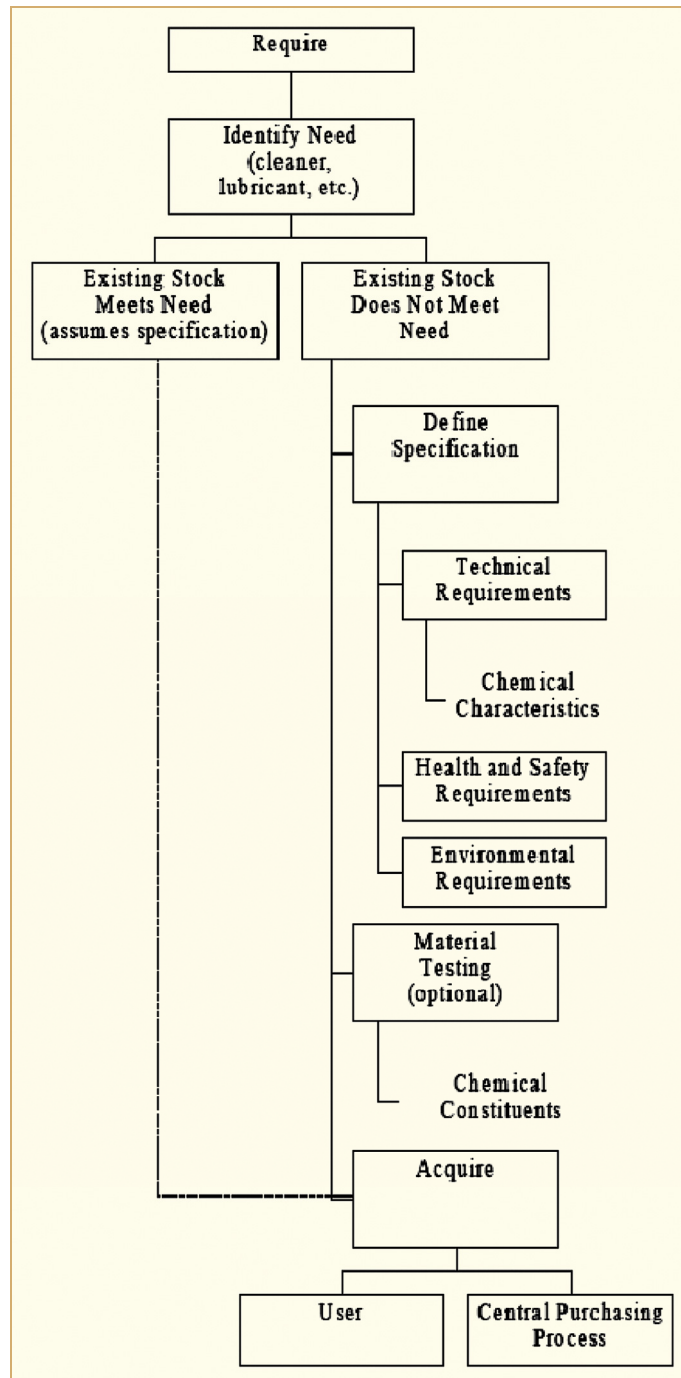 Require
Identify Need
(cleaner,
lubricant, etc.)
Existing Stock
Meets Need
(assumes specification)
Existing Stock
Does Not Meet
Need
Define
Specification
Technical
Requirements
Chemical
Characteristics
Health and Safety
Requirements
Environmental
Requirements
Material
Testing
(optional)
Chemical
Constituents
Acquire
User
Central Purchasing
Process